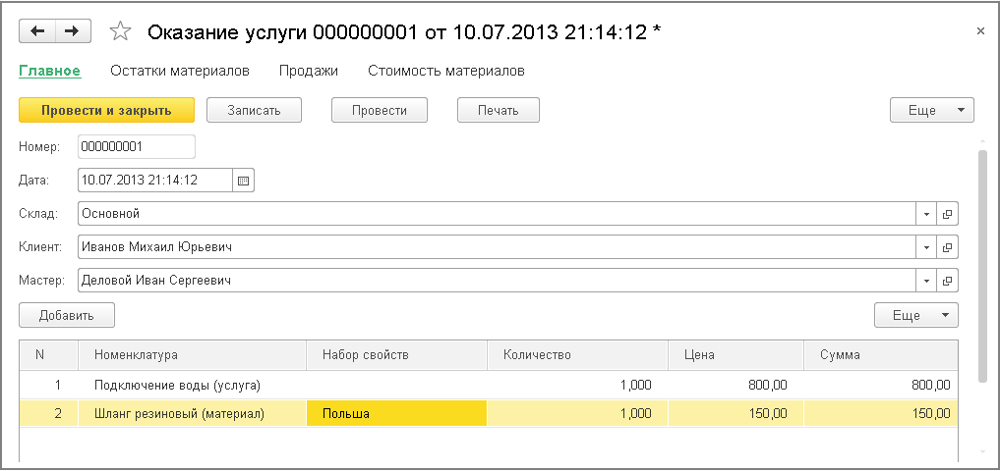 Оказание услуги 000000001 от 10.07.2013 21:14:12 *
Главное Остатки материалов Продажи Стоимость материалов
Провести и закрыть Записать Провести Печать Еще
Номер: 000000001
Дата: 10.07.2013 21:14:12
Склад: Основной
Клиент: Иванов Михаил Юрьевич
Мастер: Деловой Иван Сергеевич
Добавить Еще
N Номенклатура Набор свойств Количество Цена Сумма
1 Подключение воды (услуга) 1,000 800,00 800,00
2 Шланг резиновый (материал) Польша 1,000 150,00 150,00